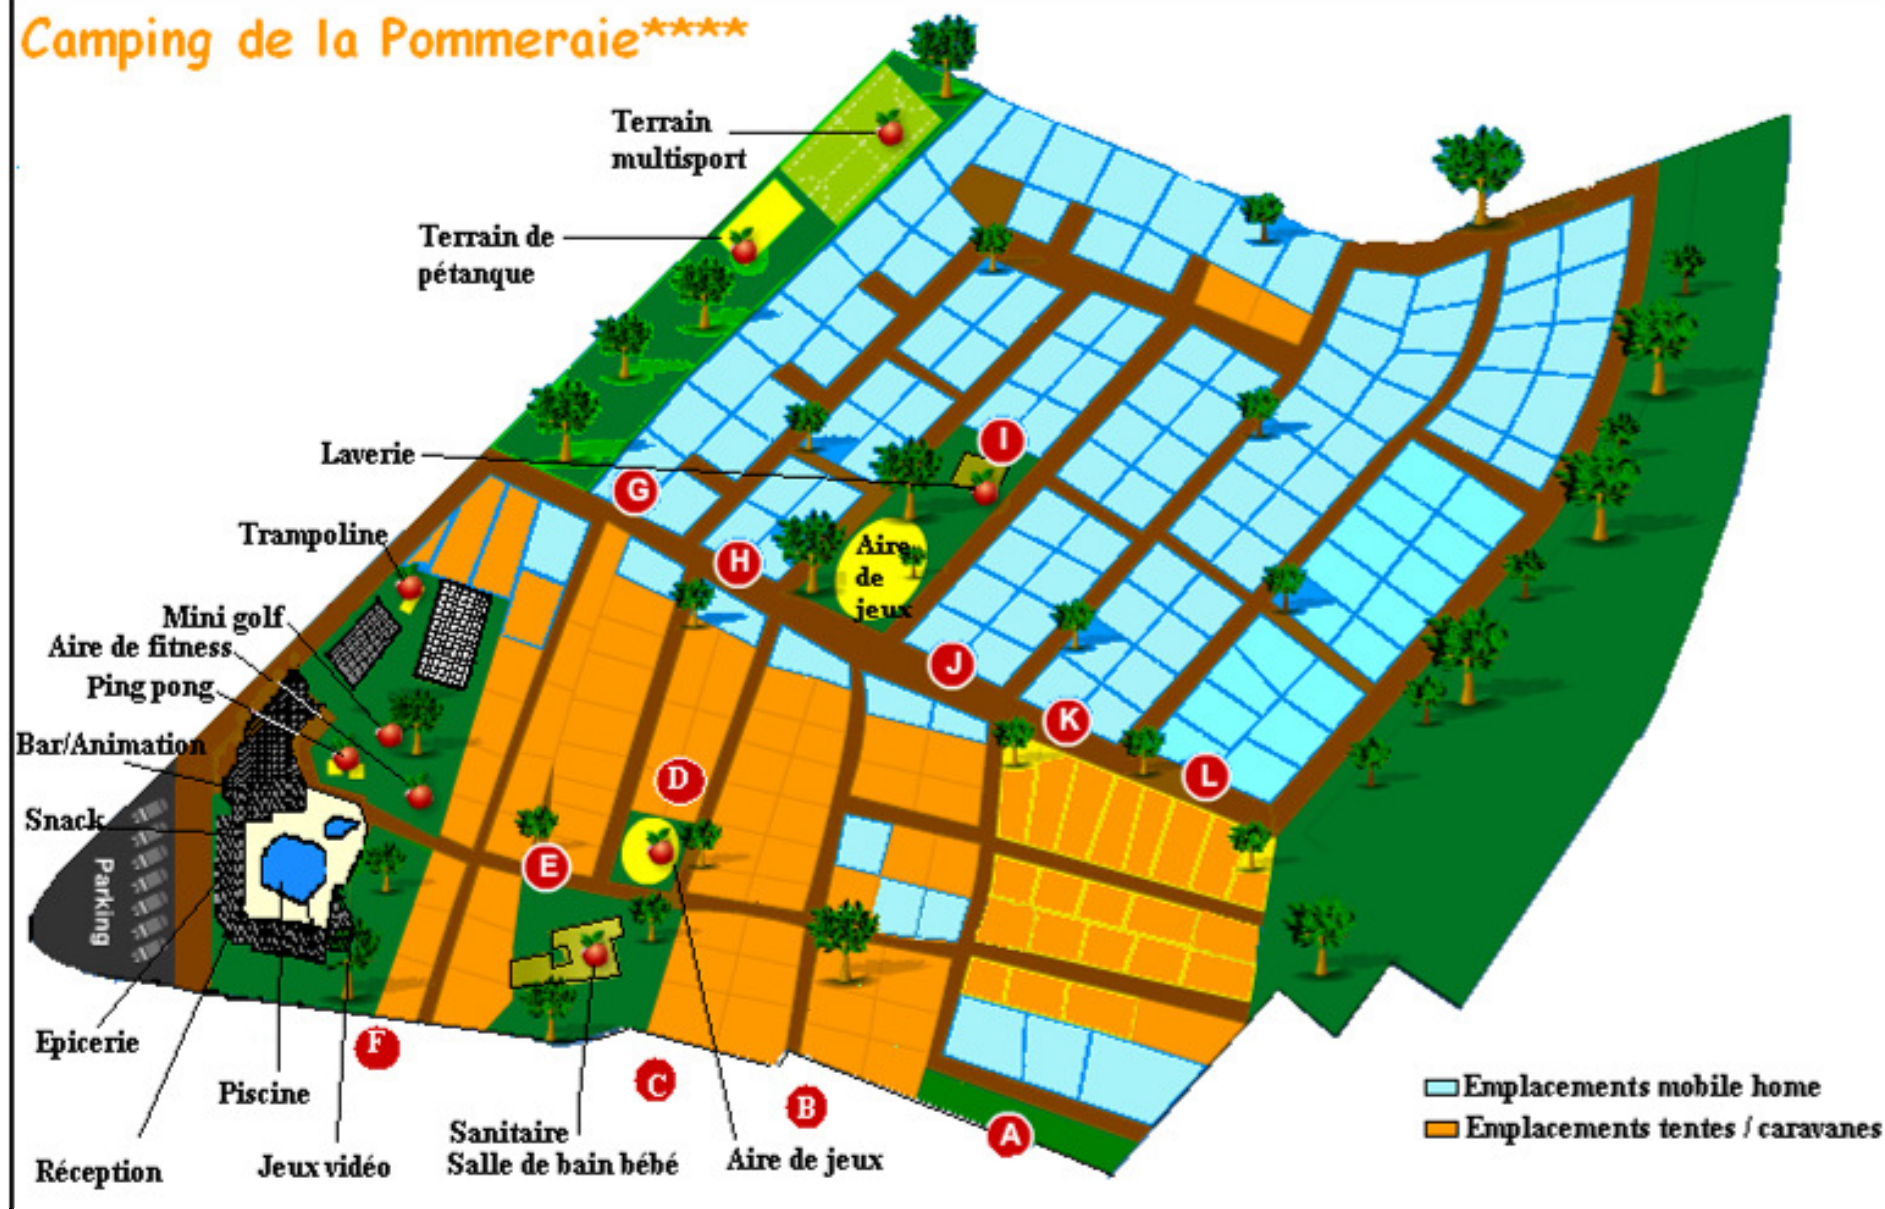 Camping de la Pommeraie****
Terrain
multisport
Terrain de
pétanque
Laverie
I
G
Trampoline
H
Aire
de
jeux
Mini golf
Aire de fitness
Ping pong
J
K
Bar/Animation
D
L
Snack
E
Parking
Epicerie
F
Piscine
C
B
Emplacements mobile home
Emplacements tentes / caravanes
A
Sanitaire
Salle de bain bébé
Aire de jeux
Réception
Jeux vidéo